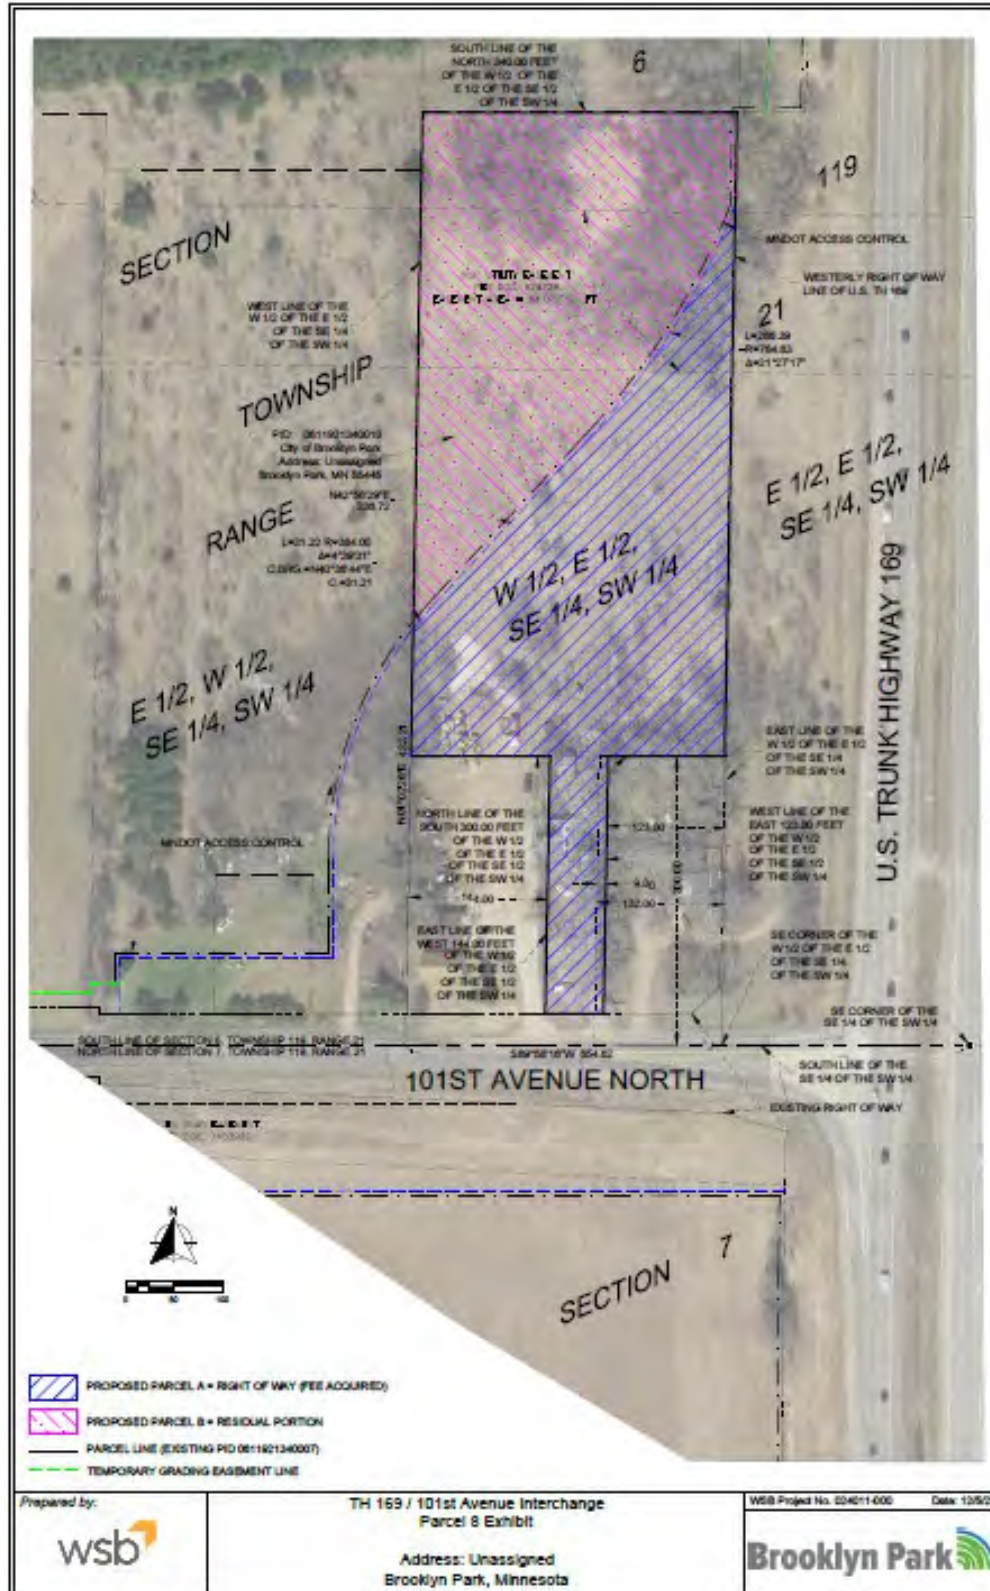 SOUTH LINE OF THE
NORTH 340.00 FEET
OF THE W 1/2 OF THE
E 1/2 OF THE SE 1/2
OF THE SW 1/4
6
119
SECTION
MNDOT ACCESS CONTROL
WESTERLY RIGHT OF WAY
LINE OF U.S. TH 169
21
Δ=21°27'17"
WEST LINE OF THE
W 1/2 OF THE E 1/2
OF THE SE 1/4
OF THE SW 1/4
TOWNSHIP
PID:
City of Brooklyn Park
Address: Unassigned
Brooklyn Park, MN
RANGE
E 1/2, E 1/2,
SE 1/4, SW 1/4
W 1/2, E 1/2,
SE 1/4, SW 1/4
E 1/2, W 1/2,
SE 1/4, SW 1/4
U.S. TRUNK HIGHWAY 169
EAST LINE OF THE
W 1/2 OF THE E 1/2
OF THE SE 1/4
OF THE SW 1/4
NORTH LINE OF THE
SOUTH 300.00 FEET
OF THE W 1/2
OF THE E 1/2
OF THE SE 1/2
OF THE SW 1/4
123.00
WEST LINE OF THE
EAST 123.00 FEET
OF THE W 1/2
OF THE E 1/2
OF THE SE 1/2
OF THE SW 1/4
MNDOT ACCESS CONTROL
144.00
9.00
132.00
EAST LINE OF THE
WEST 144.00 FEET
OF THE W 1/2
OF THE E 1/2
OF THE SE 1/2
OF THE SW 1/4
SE CORNER OF THE
W 1/2 OF THE E 1/2
OF THE SE 1/4
OF THE SW 1/4
SE CORNER OF THE
SE 1/4 OF THE SW 1/4
SOUTH LINE OF SECTION 6, TOWNSHIP 119, RANGE 21
NORTH LINE OF SECTION 7, TOWNSHIP 119, RANGE 21
101ST AVENUE NORTH
SOUTH LINE OF THE
SE 1/4 OF THE SW 1/4
EXISTING RIGHT OF WAY
SECTION 7
N
PROPOSED PARCEL A = RIGHT OF WAY (FEE ACQUIRED)
PROPOSED PARCEL B = RESIDUAL PORTION
PARCEL LINE (EXISTING PID 0611921340007)
TEMPORARY GRADING EASEMENT LINE
Prepared by:
wsb
TH 169 / 101st Avenue Interchange
Parcel 8 Exhibit
Address: Unassigned
Brooklyn Park, Minnesota
WSB Project No. Date:
Brooklyn Park